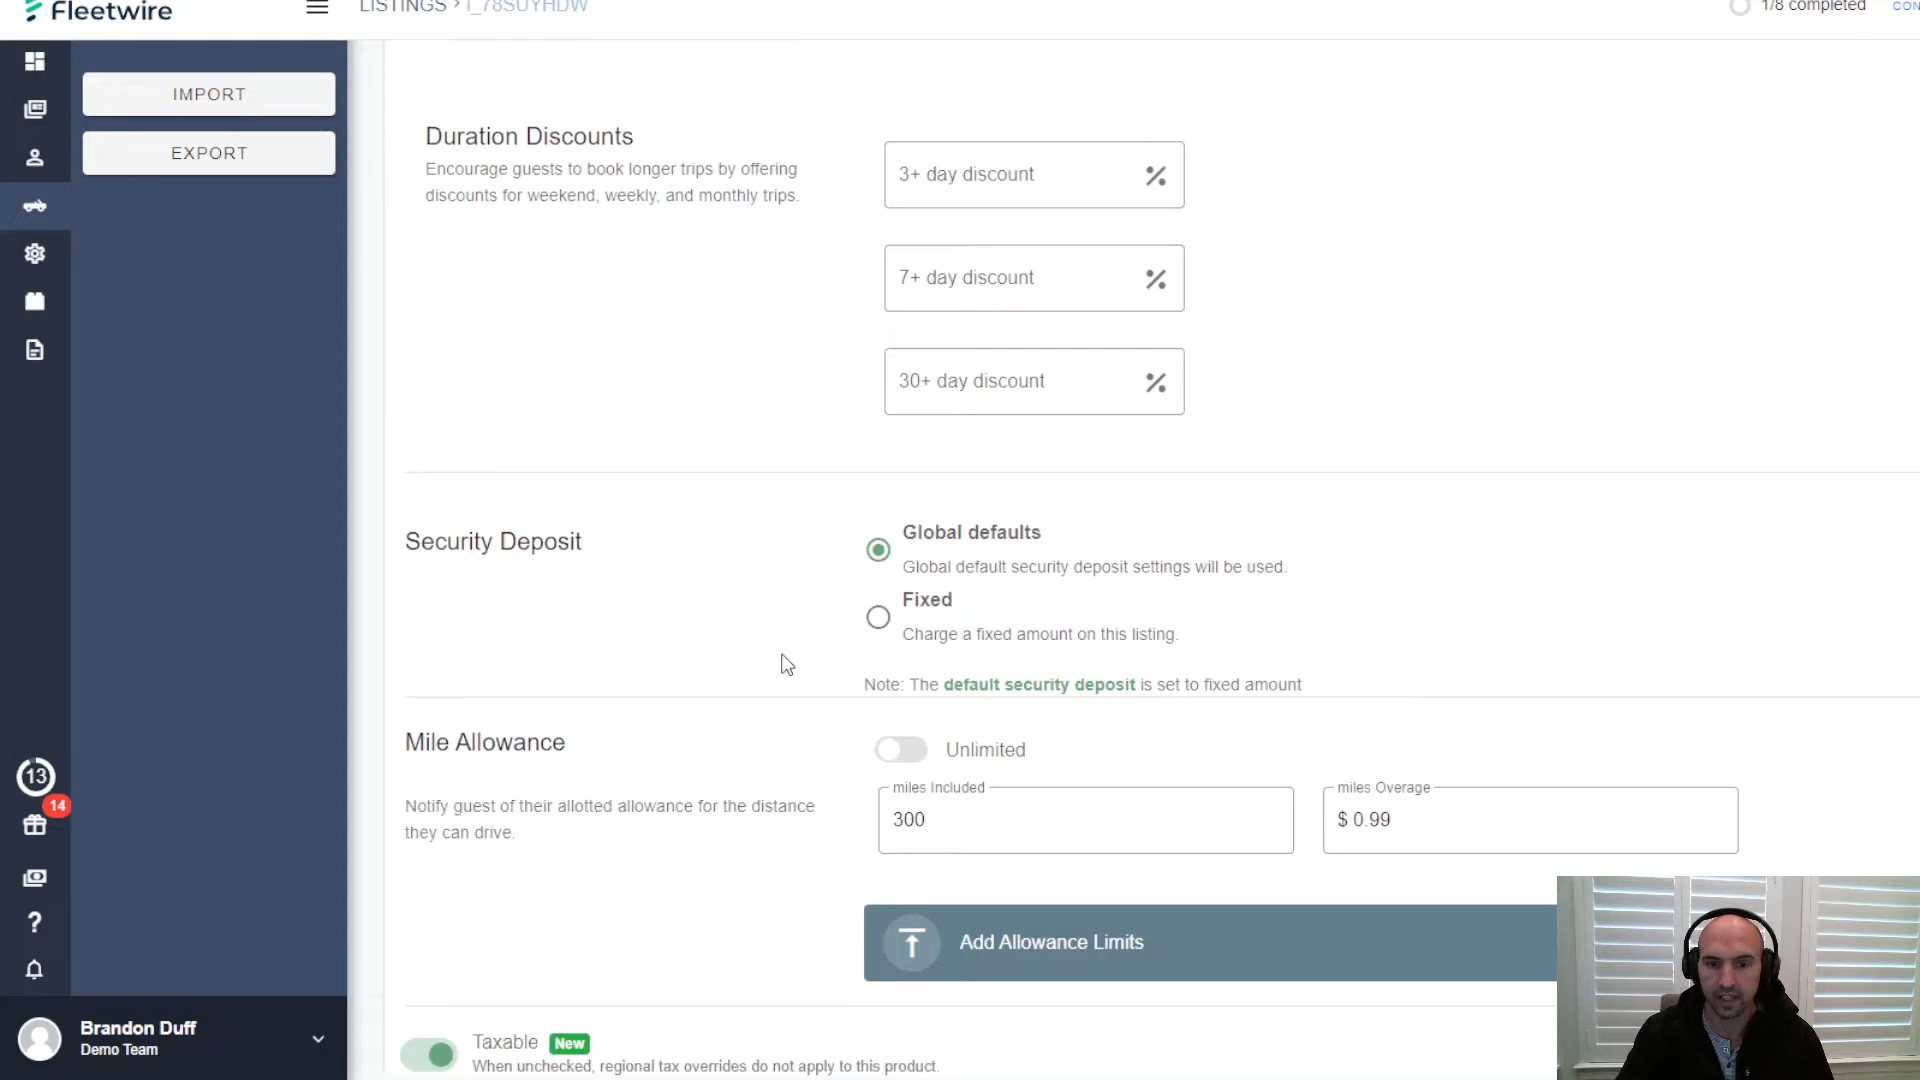 Fleetwire
LISTINGS
1/8 completed
IMPORT
EXPORT
Duration Discounts
Encourage guests to book longer trips by offering
discounts for weekend, weekly, and monthly trips.
3+ day discount %
7+ day discount %
30+ day discount %
Security Deposit
Global defaults
Global default security deposit settings will be used.
Fixed
Charge a fixed amount on this listing.
Note: The default security deposit is set to fixed amount
Mile Allowance
Unlimited
Notify guest of their allotted allowance for the distance
they can drive.
miles Included
300
miles Overage
$ 0.99
Add Allowance Limits
Taxable New
When unchecked, regional tax overrides do not apply to this product.
13
14
?
Brandon Duff
Demo Team